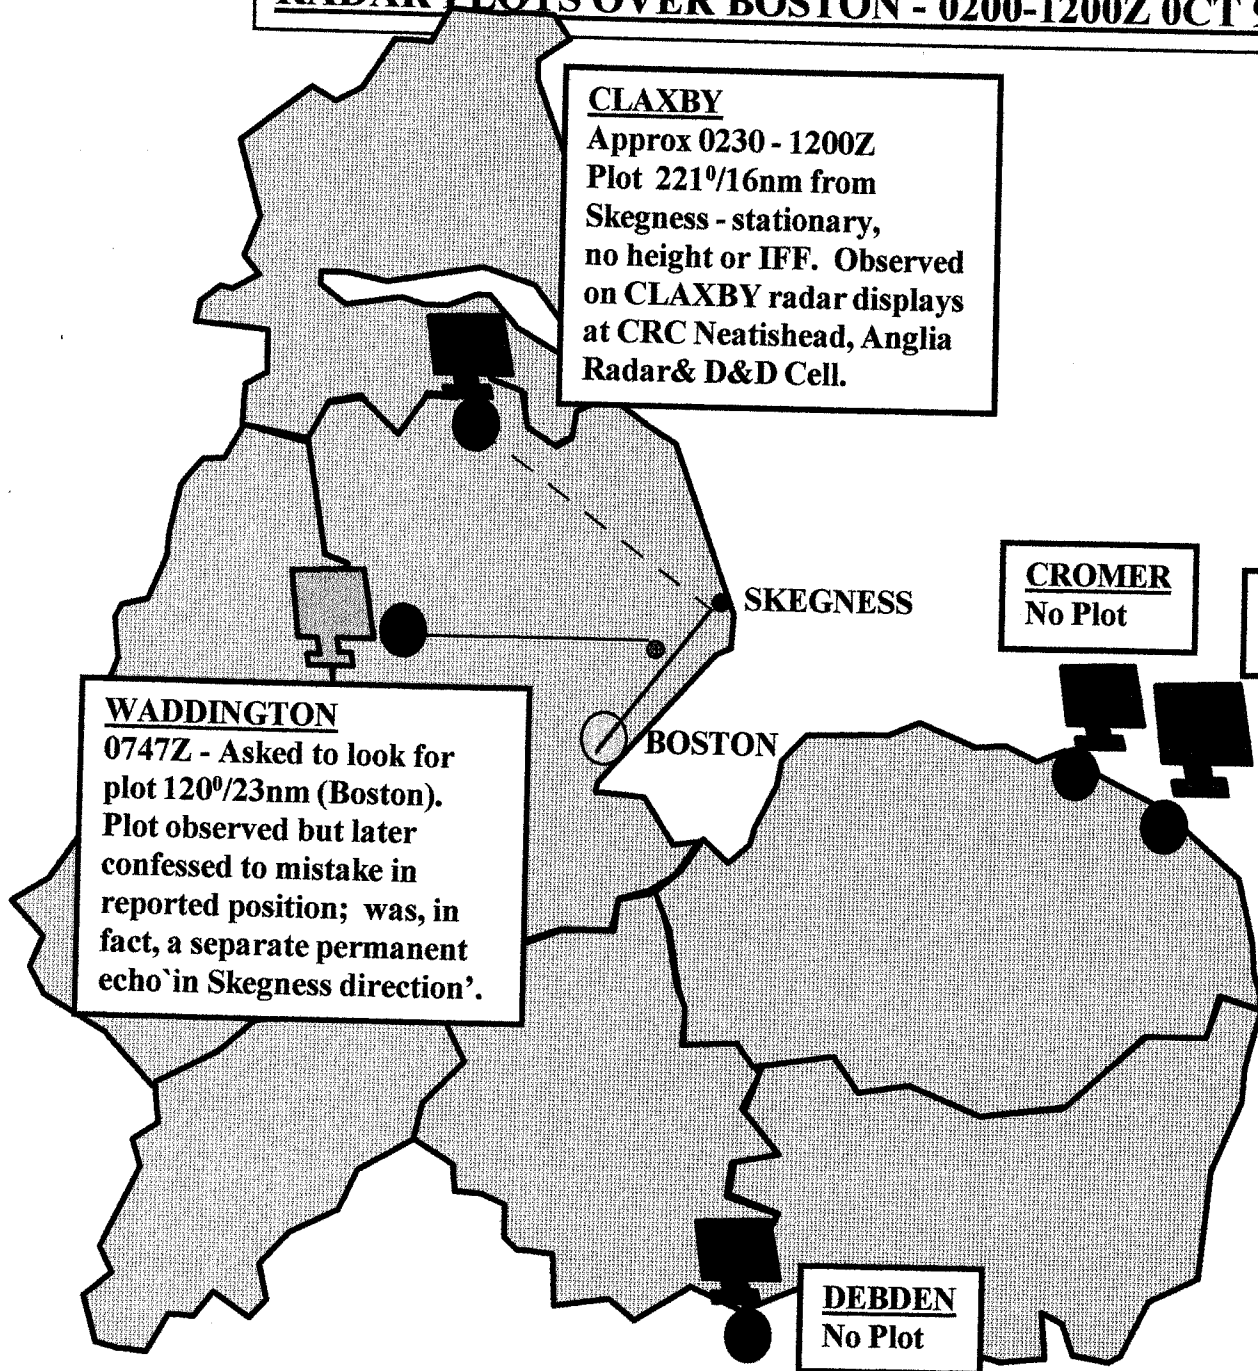 RADAR PLOTS OVER BOSTON - 0200-1200Z 0CT
CLAXBY
Approx 0230 - 1200Z
Plot 221⁰/16nm from
Skegness - stationary,
no height or IFF. Observed
on CLAXBY radar displays
at CRC Neatishead, Anglia
Radar& D&D Cell.
SKEGNESS
CROMER
No Plot
WADDINGTON
0747Z - Asked to look for
plot 120⁰/23nm (Boston).
Plot observed but later
confessed to mistake in
reported position; was, in
fact, a separate permanent
echo`in Skegness direction'.
BOSTON
DEBDEN
No Plot